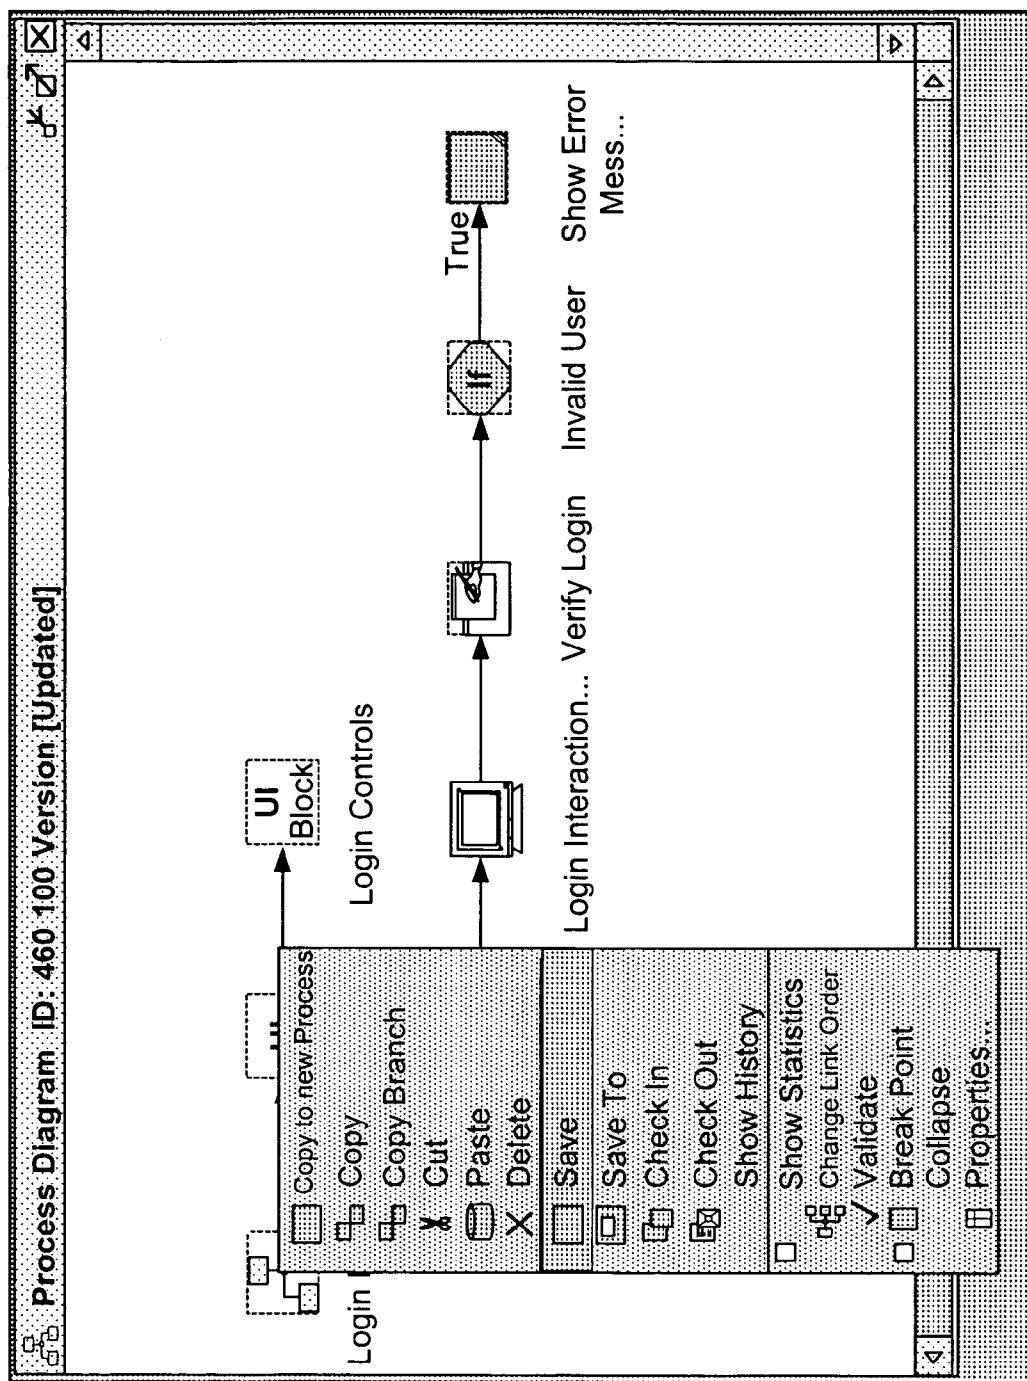 Process Diagram ID: 460 100 Version [Updated]
UI
Block
Login Controls
Login
Copy to new Process
Copy
Copy Branch
Cut
Paste
Delete
Save
Save To
Check In
Check Out
Show History
Show Statistics
Change Link Order
Validate
Break Point
Collapse
Properties...
If
True
Login Interaction...
Verify Login
Invalid User
Show Error
Mess...